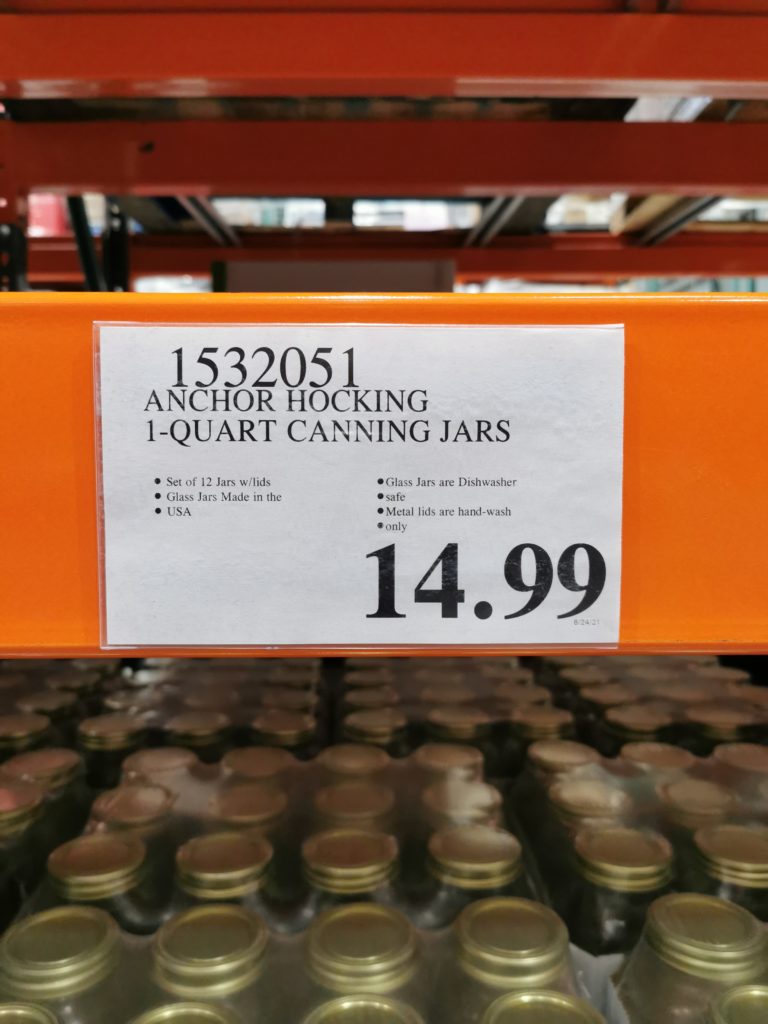 1532051
ANCHOR HOCKING
1-QUART CANNING JARS
• Set of 12 Jars w/lids
• Glass Jars Made in the
• USA
• Glass Jars are Dishwasher
• safe
• Metal lids are hand-wash
• only
14.99
8/24/21